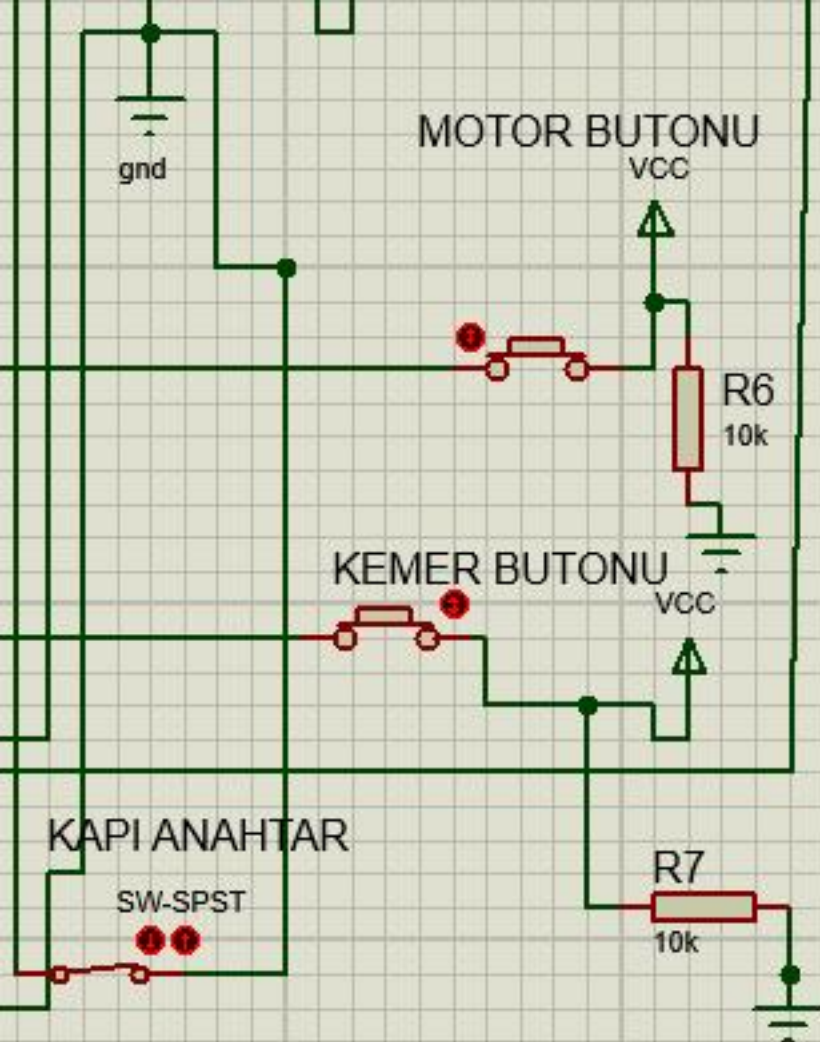 gnd
MOTOR BUTONU
VCC
R6
10k
KEMER BUTONU
VCC
KAPI ANAHTAR
SW-SPST
R7
10k